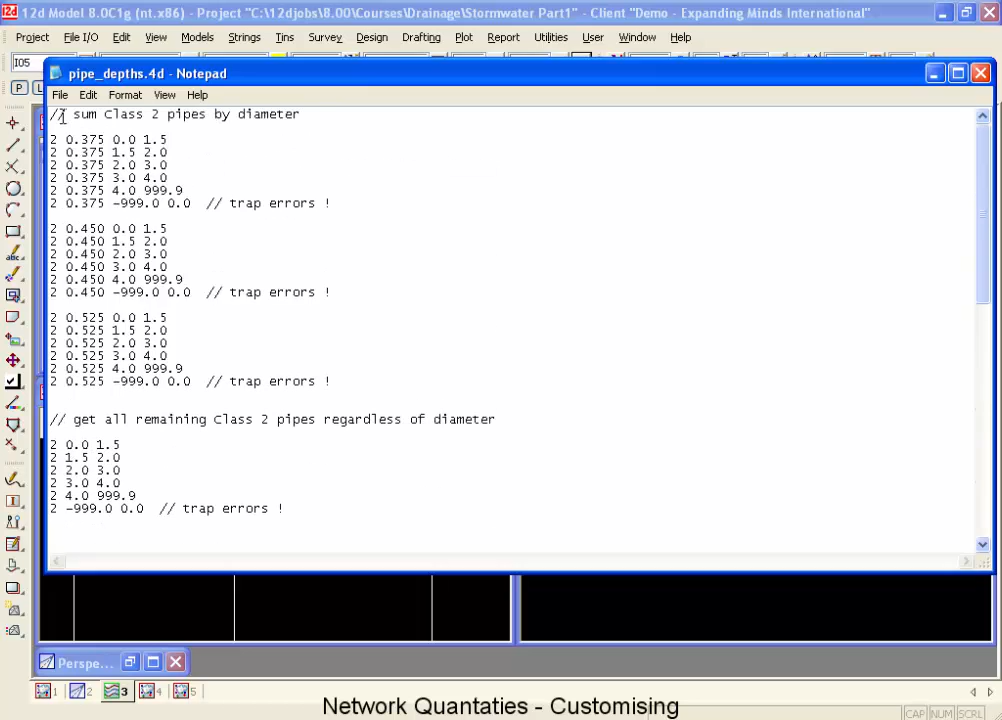 12d Model 8.0C1g (nt.x86) - Project "C:\12djobs\8.00\Courses\Drainage\Stormwater Part1" - Client "Demo - Expanding Minds International"
Project File I/O Edit View Models Strings Tins Survey Design Drafting Plot Report Utilities User Window Help
I05
P
pipe_depths.4d - Notepad
File Edit Format View Help
// sum Class 2 pipes by diameter
2 0.375 0.0 1.5
2 0.375 1.5 2.0
2 0.375 2.0 3.0
2 0.375 3.0 4.0
2 0.375 4.0 999.9
2 0.375 -999.0 0.0 // trap errors !
2 0.450 0.0 1.5
2 0.450 1.5 2.0
2 0.450 2.0 3.0
2 0.450 3.0 4.0
2 0.450 4.0 999.9
2 0.450 -999.0 0.0 // trap errors !
2 0.525 0.0 1.5
2 0.525 1.5 2.0
2 0.525 2.0 3.0
2 0.525 3.0 4.0
2 0.525 4.0 999.9
2 0.525 -999.0 0.0 // trap errors !
// get all remaining Class 2 pipes regardless of diameter
2 0.0 1.5
2 1.5 2.0
2 2.0 3.0
2 3.0 4.0
2 4.0 999.9
2 -999.0 0.0 // trap errors !
Perspe...
1 2 3 4 5
Network Quantaties - Customising
CAP NUM SCRL